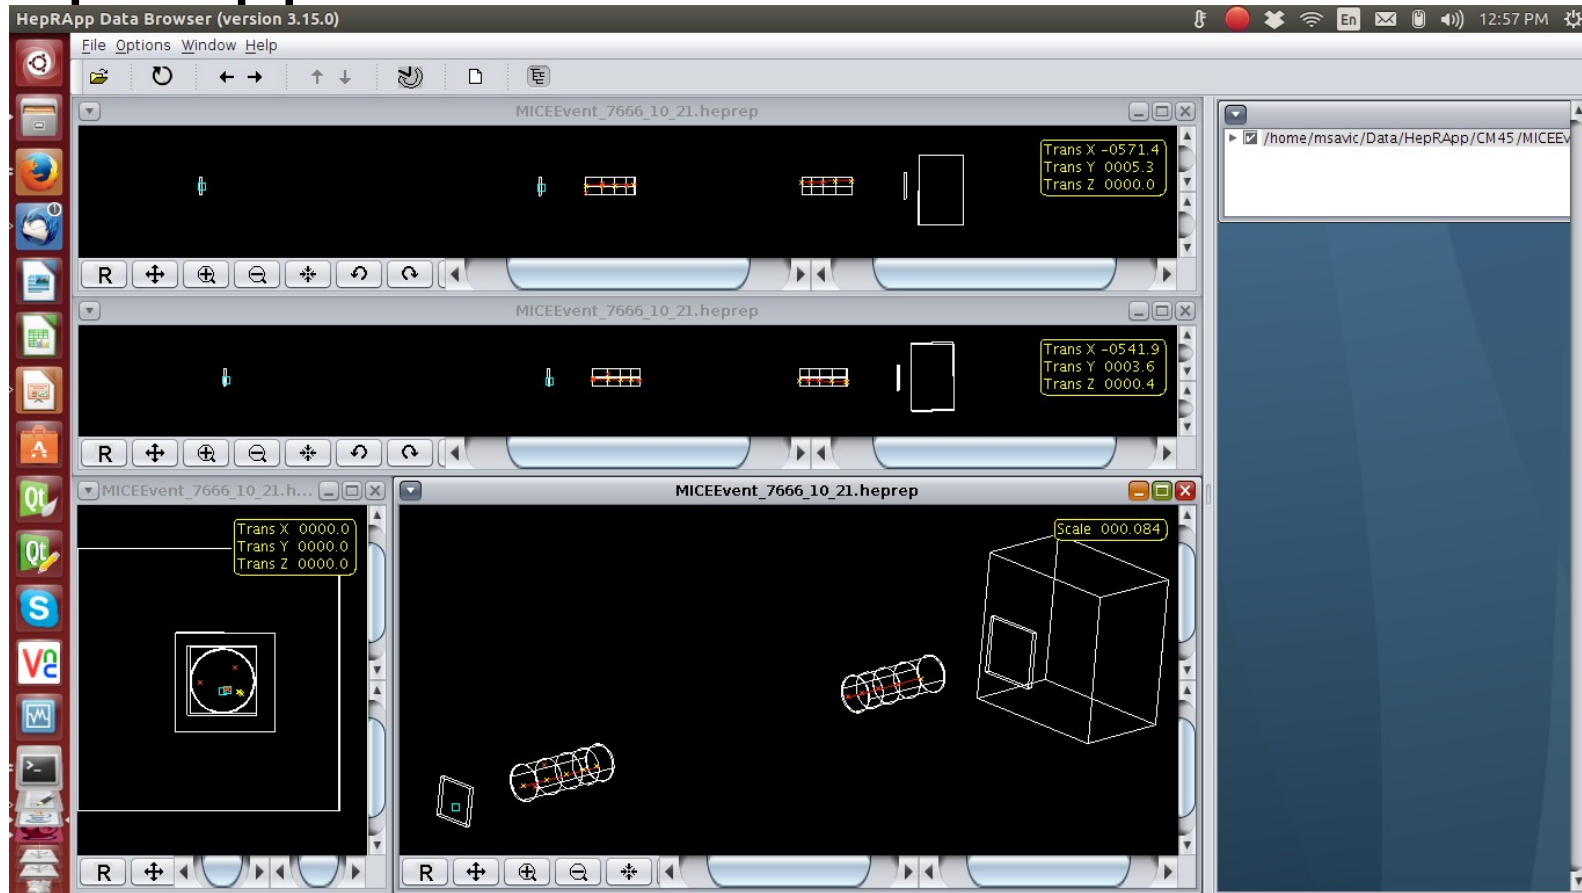 HepRApp Data Browser (version 3.15.0)
En
12:57 PM
File Options Window Help
MICEEvent_7666_10_21.heprep
Trans X -0571.4
Trans Y 0005.3
Trans Z 0000.0
/home/msavic/Data/HepRApp/CM45/MICEEv
R
MICEEvent_7666_10_21.heprep
Trans X -0541.9
Trans Y 0003.6
Trans Z 0000.4
R
MICEEvent_7666_10_21.h...
Trans X 0000.0
Trans Y 0000.0
Trans Z 0000.0
R
MICEEvent_7666_10_21.heprep
Scale 000.084
R
Qt
Qt
S